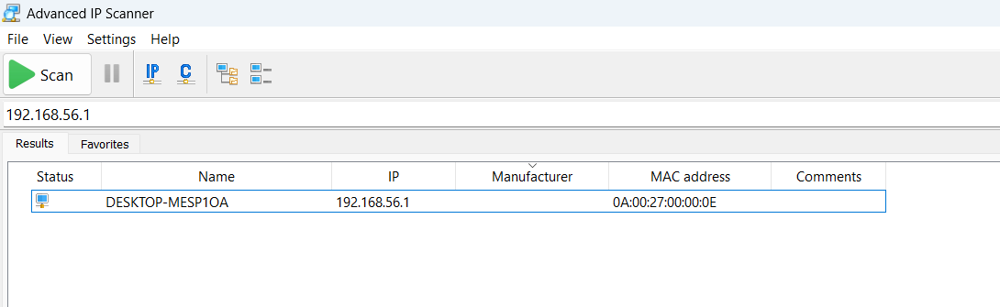 Advanced IP Scanner
File View Settings Help
Scan IP C
192.168.56.1
Results Favorites
Status Name IP Manufacturer MAC address Comments
DESKTOP-MESP1OA 192.168.56.1 0A:00:27:00:00:0E